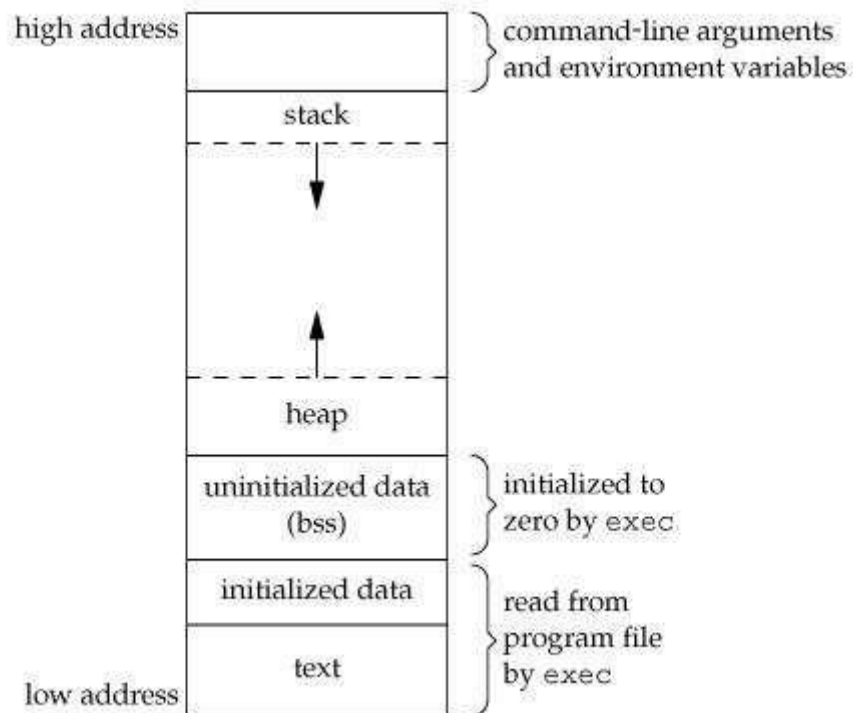 high address
command-line arguments
and environment variables
stack
heap
uninitialized data
(bss)
initialized to
zero by exec
initialized data
read from
program file
by exec
text
low address